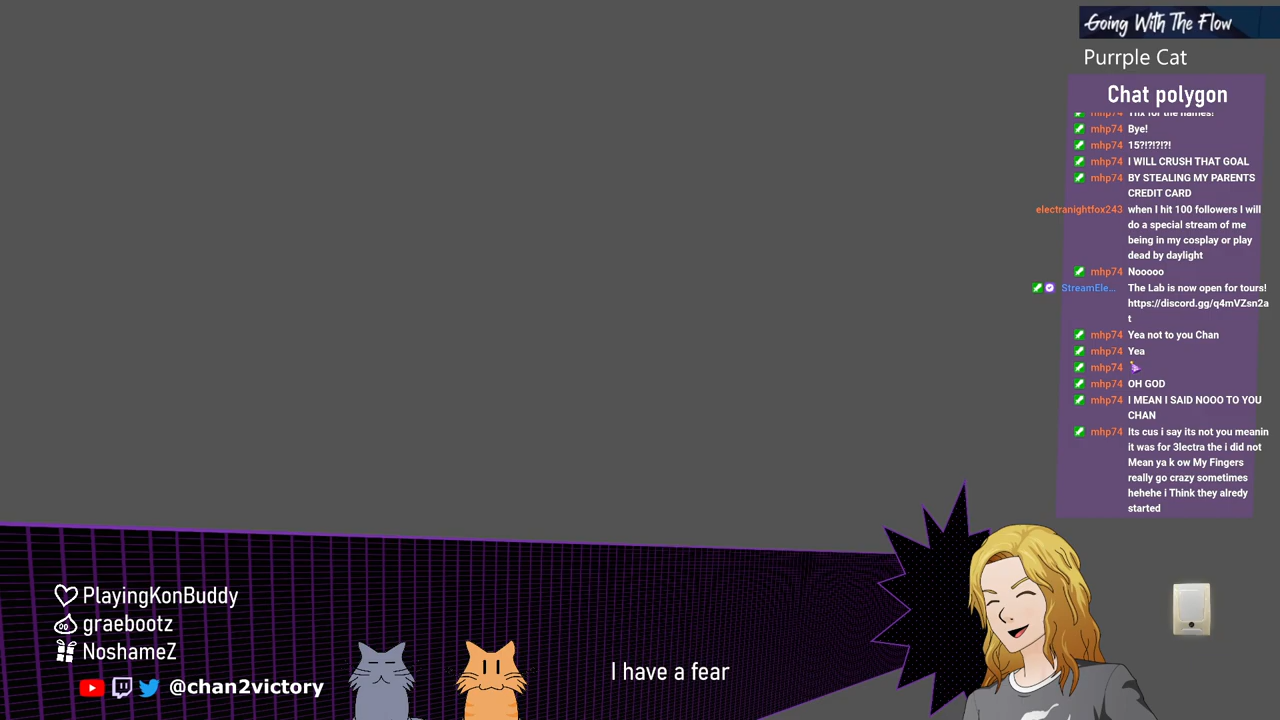 Going With The Flow
Purrple Cat
Chat polygon
mhp74 Thx for the names!
mhp74 Bye!
mhp74 15?!?!?!?!
mhp74 I WILL CRUSH THAT GOAL
mhp74 BY STEALING MY PARENTS
CREDIT CARD
electranightfox243 when I hit 100 followers I will
do a special stream of me
being in my cosplay or play
dead by daylight
mhp74 Nooooo
StreamEle... The Lab is now open for tours!
https://discord.gg/q4mVZsn2a
t
mhp74 Yea not to you Chan
mhp74 Yea
mhp74
mhp74 OH GOD
mhp74 I MEAN I SAID NOOO TO YOU
CHAN
mhp74 Its cus i say its not you meanin
it was for 3lectra the i did not
Mean ya k ow My Fingers
really go crazy sometimes
hehehe i Think they alredy
started
PlayingKonBuddy
graebootz
NoshameZ
@chan2victory
I have a fear